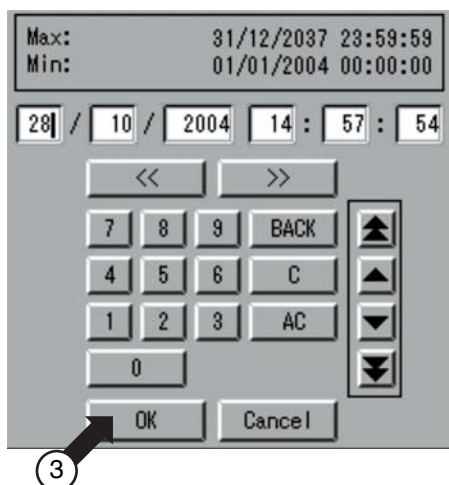 Max: 31/12/2037 23:59:59
Min: 01/01/2004 00:00:00
28 / 10 / 2004 14 : 57 : 54
<< >>
7 8 9 BACK
4 5 6 C
1 2 3 AC
0
OK Cancel
3